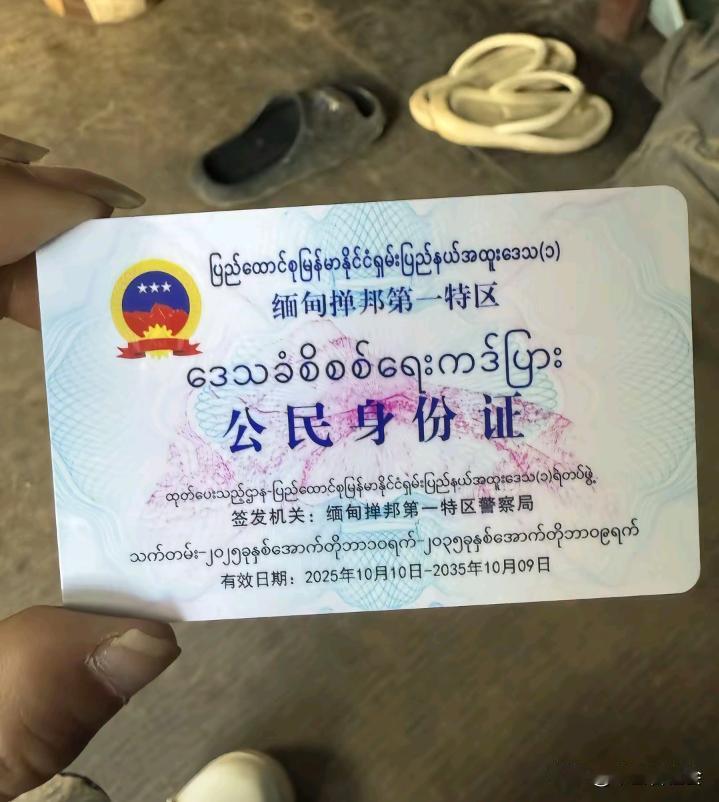 ပြည်ထောင်စုမြန်မာနိုင်ငံရှမ်းပြည်နယ်အထူးဒေသ(၁)
缅甸掸邦第一特区
ဒေသခံစိစစ်ရေးကဒ်ပြား
公民身份证
ထုတ်ပေးသည့်ဌာန-ပြည်ထောင်စုမြန်မာနိုင်ငံရှမ်းပြည်နယ်အထူးဒေသ(၁)ရဲတပ်ဖွဲ့
签发机关：缅甸掸邦第一特区警察局
သက်တမ်း-၂၀၂၅ခုနှစ်အောက်တိုဘာ၁၀ရက်-၂၀၃၅ခုနှစ်အောက်တိုဘာ၀၉ရက်
有效日期：2025年10月10日-2035年10月09日